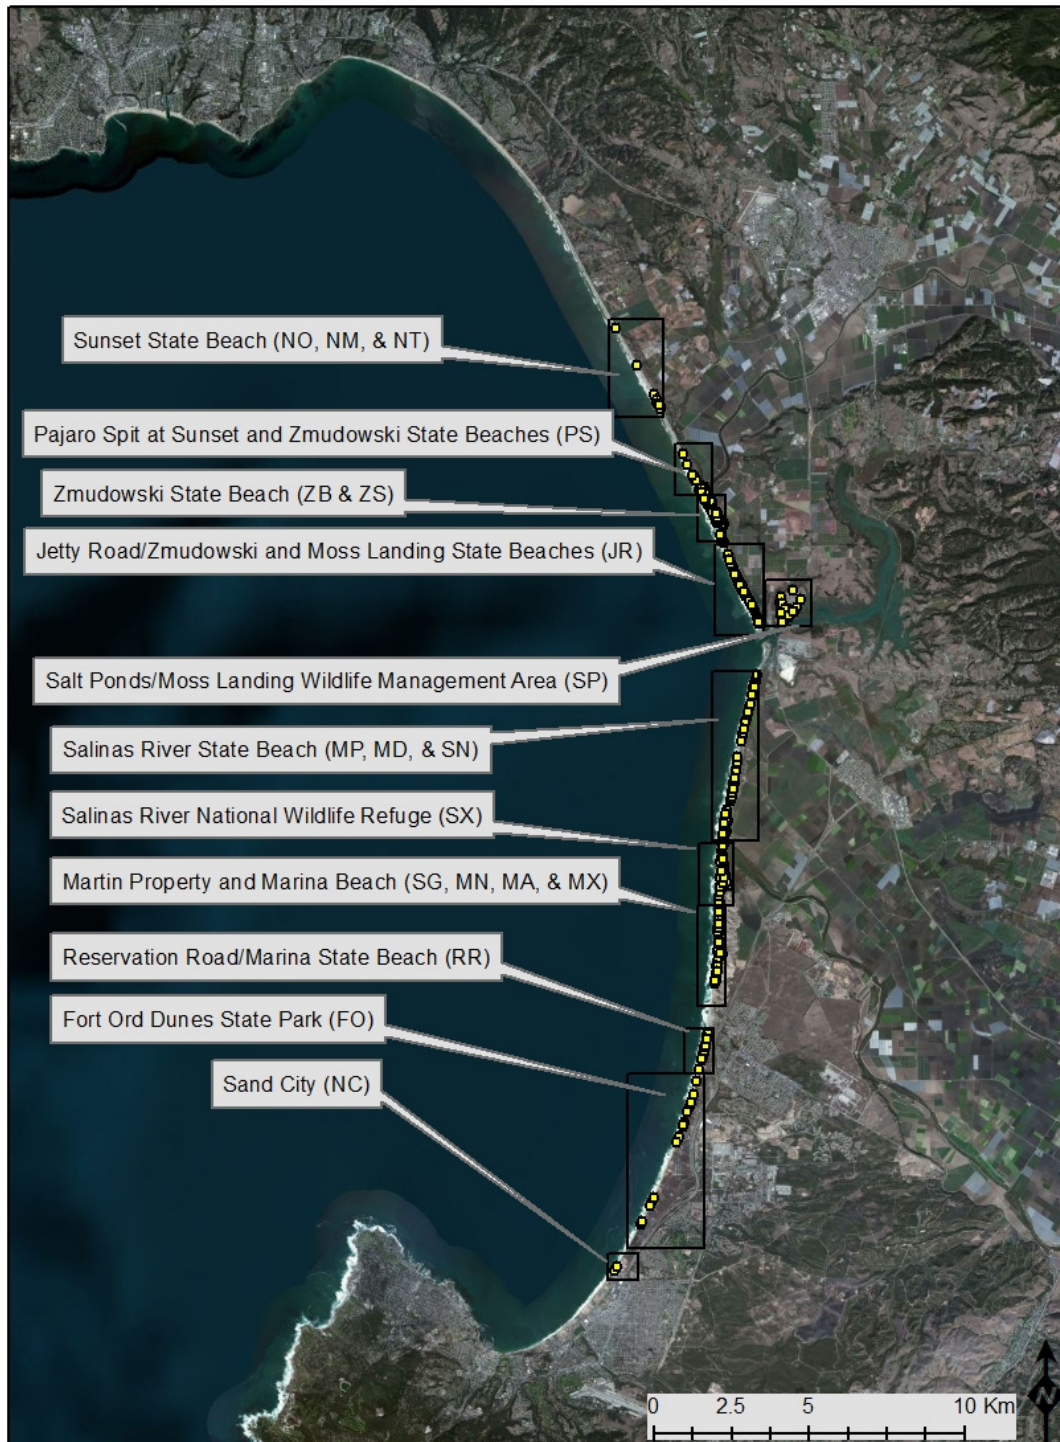 Sunset State Beach (NO, NM, & NT)
Pajaro Spit at Sunset and Zmudowski State Beaches (PS)
Zmudowski State Beach (ZB & ZS)
Jetty Road/Zmudowski and Moss Landing State Beaches (JR)
Salt Ponds/Moss Landing Wildlife Management Area (SP)
Salinas River State Beach (MP, MD, & SN)
Salinas River National Wildlife Refuge (SX)
Martin Property and Marina Beach (SG, MN, MA, & MX)
Reservation Road/Marina State Beach (RR)
Fort Ord Dunes State Park (FO)
Sand City (NC)
0 2.5 5 10 Km
N